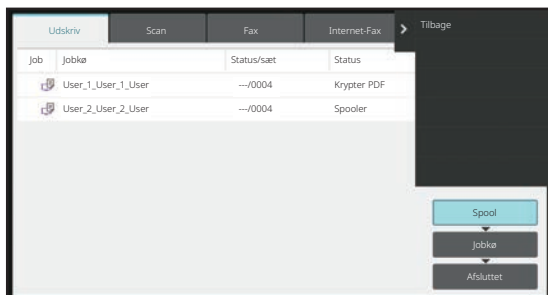 Udskriv Scan Fax Internet-Fax Tilbage
Job Jobkø Status/sæt Status
User_1_User_1_User ---/0004 Krypter PDF
User_2_User_2_User ---/0004 Spooler
Spool
Jobkø
Afsluttet